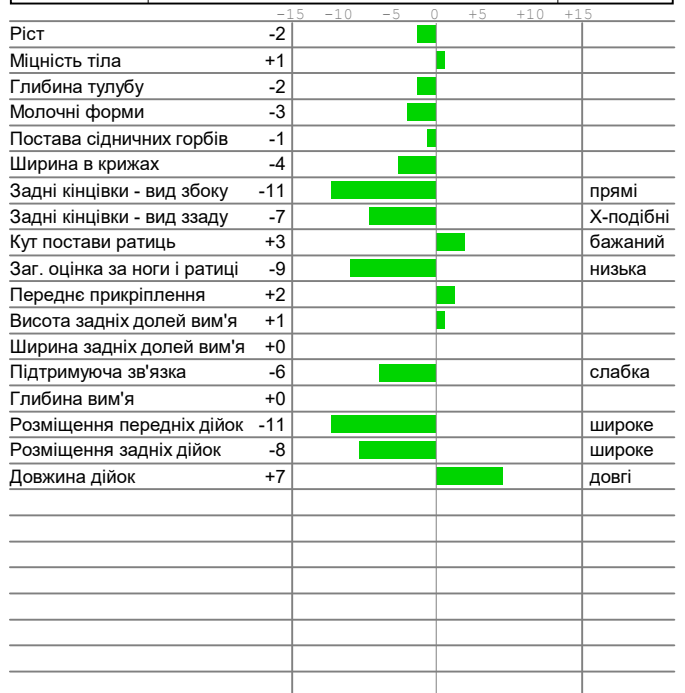 -15 -10 -5 0 +5 +10 +15
Ріст -2
Міцність тіла +1
Глибина тулубу -2
Молочні форми -3
Постава сідничних горбів -1
Ширина в крижах -4
Задні кінцівки - вид збоку -11 прямі
Задні кінцівки - вид ззаду -7 Х-подібні
Кут постави ратиць +3 бажаний
Заг. оцінка за ноги і ратиці -9 низька
Переднє прикріплення +2
Висота задніх долей вим'я +1
Ширина задніх долей вим'я +0
Підтримуюча зв'язка -6 слабка
Глибина вим'я +0
Розміщення передніх дійок -11 широке
Розміщення задніх дійок -8 широке
Довжина дійок +7 довгі